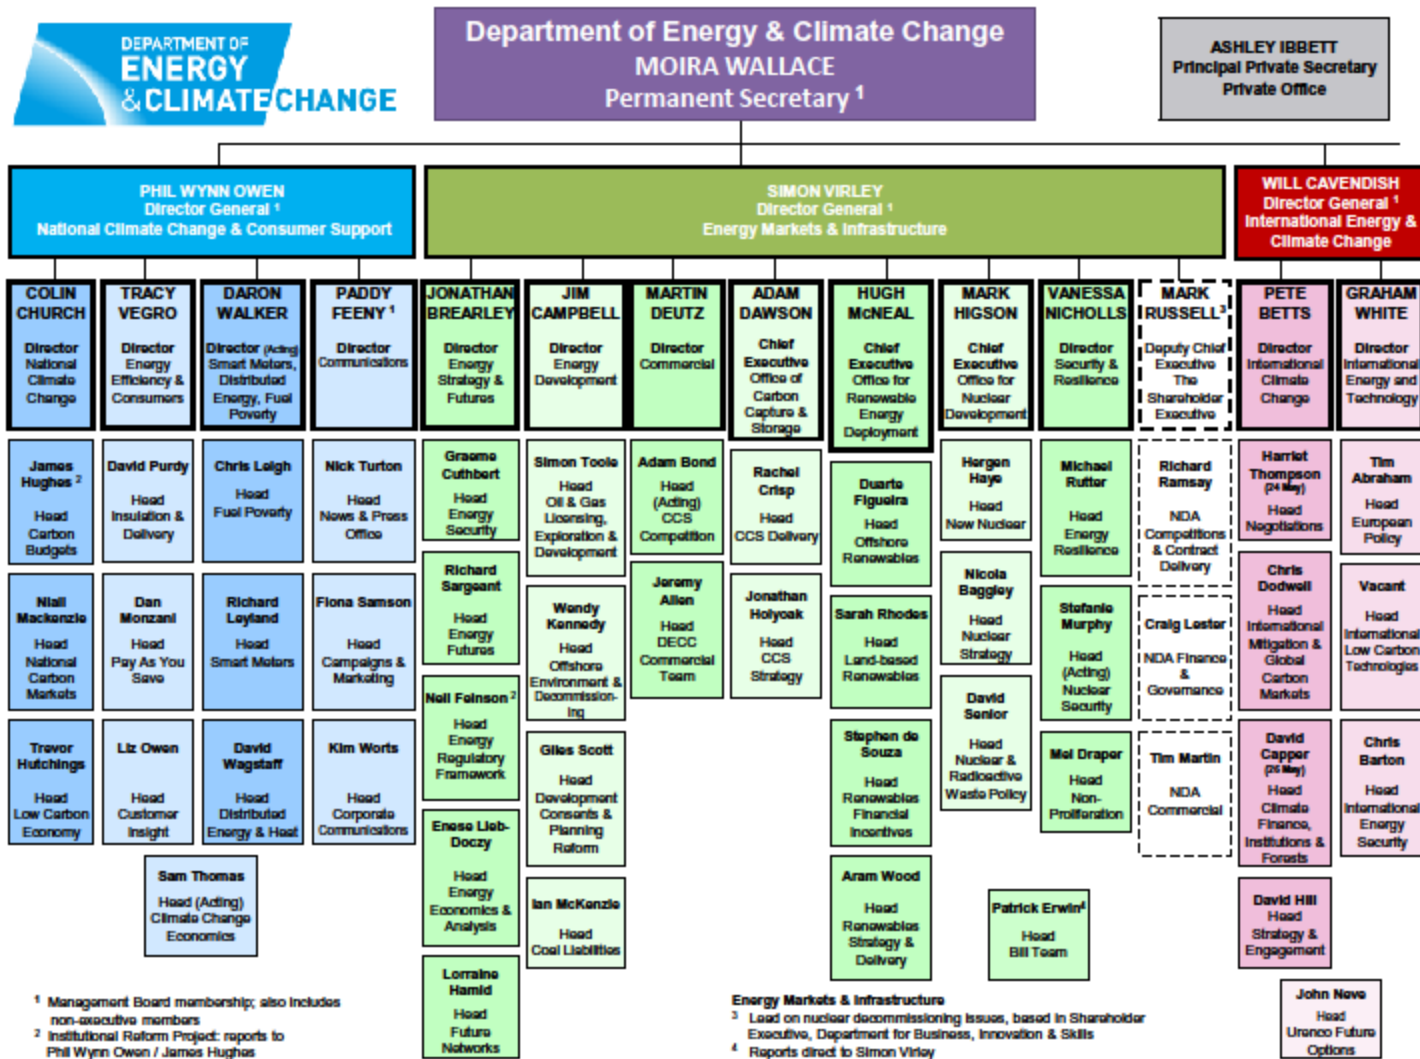 DEPARTMENT OF
ENERGY
& CLIMATE CHANGE
Department of Energy & Climate Change
MOIRA WALLACE
Permanent Secretary 1
ASHLEY IBBETT
Principal Private Secretary
Private Office
PHIL WYNN OWEN
Director General 1
National Climate Change & Consumer Support
SIMON VIRLEY
Director General 1
Energy Markets & Infrastructure
WILL CAVENDISH
Director General 1
International Energy &
Climate Change
COLIN
CHURCH
Director
National
Climate
Change
James
Hughes 2
Head
Carbon
Budgets
Niall
Mackenzie
Head
National
Carbon
Markets
Trevor
Hutchings
Head
Low Carbon
Economy
TRACY
VEGRO
Director
Energy
Efficiency &
Consumers
David Purdy
Head
Insulation &
Delivery
Dan
Monzani
Head
Pay As You
Save
Liz Owen
Head
Customer
Insight
DARON
WALKER
Director (Acting)
Smart Meters,
Distributed
Energy, Fuel
Poverty
Chris Leigh
Head
Fuel Poverty
Richard
Leyland
Head
Smart Meters
David
Wagstaff
Head
Distributed
Energy & Heat
PADDY
FEENY 1
Director
Communications
Nick Turton
Head
News & Press
Office
Fiona Samson
Head
Campaigns &
Marketing
Kim Worts
Head
Corporate
Communications
Sam Thomas
Head (Acting)
Climate Change
Economics
JONATHAN
BREARLEY
Director
Energy
Strategy &
Futures
Graeme
Cuthbert
Head
Energy
Security
Richard
Sargeant
Head
Energy
Futures
Neil Feinson 2
Head
Energy
Regulatory
Framework
Enese Lieb-
Doczy
Head
Energy
Economics &
Analysis
Lorraine
Hamid
Head
Future
Networks
JIM
CAMPBELL
Director
Energy
Development
Simon Toole
Head
Oil & Gas
Licensing,
Exploration &
Development
Wendy
Kennedy
Head
Offshore
Environment &
Decommission-
ing
Giles Scott
Head
Development
Consents &
Planning
Reform
Ian McKenzie
Head
Coal Liabilities
MARTIN
DEUTZ
Director
Commercial
Adam Bond
Head
(Acting)
CCS
Competition
Jeremy
Allen
Head
DECC
Commercial
Team
ADAM
DAWSON
Chief
Executive
Office of
Carbon
Capture &
Storage
Rachel
Crisp
Head
CCS Delivery
Jonathan
Holyoak
Head
CCS
Strategy
HUGH
McNEAL
Chief
Executive
Office for
Renewable
Energy
Deployment
Duarte
Figueira
Head
Offshore
Renewables
Sarah Rhodes
Head
Land-based
Renewables
Stephen de
Souza
Head
Renewables
Financial
Incentives
Aram Wood
Head
Renewables
Strategy &
Delivery
MARK
HIGSON
Chief
Executive
Office for
Nuclear
Development
Hergen
Haye
Head
New Nuclear
Nicola
Baggley
Head
Nuclear
Strategy
David
Senior
Head
Nuclear &
Radioactive
Waste Policy
VANESSA
NICHOLLS
Director
Security &
Resilience
Michael
Rutter
Head
Energy
Resilience
Stefanie
Murphy
Head
(Acting)
Nuclear
Security
Mel Draper
Head
Non-
Proliferation
Patrick Erwin4
Head
Bill Team
MARK
RUSSELL3
Deputy Chief
Executive
The
Shareholder
Executive
Richard
Ramsay
NDA
Competitions
& Contract
Delivery
Craig Lester
NDA Finance
&
Governance
Tim Martin
NDA
Commercial
PETE
BETTS
Director
International
Climate
Change
Harriet
Thompson
(24 May)
Head
Negotiations
Chris
Dodwell
Head
International
Mitigation &
Global
Carbon
Markets
David
Capper
(26 May)
Head
Climate
Finance,
Institutions &
Forests
David Hill
Head
Strategy &
Engagement
GRAHAM
WHITE
Director
International
Energy and
Technology
Tim
Abraham
Head
European
Policy
Vacant
Head
International
Low Carbon
Technologies
Chris
Barton
Head
International
Energy
Security
John Neve
Head
Urenco Future
Options
1 Management Board membership; also includes
non-executive members
2 Institutional Reform Project: reports to
Phil Wynn Owen / James Hughes
Energy Markets & Infrastructure
3 Lead on nuclear decommissioning issues, based in Shareholder
Executive, Department for Business, Innovation & Skills
4 Reports direct to Simon Virley